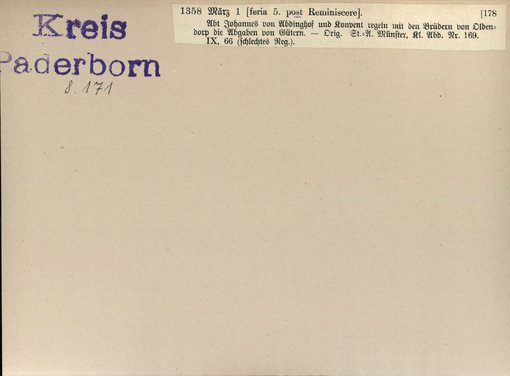 Kreis
Paderborn
S. 171
1358 März 1 [feria 5. post Reminiscere]. [178
Abt Johannes von Abdinghof und Konvent regeln mit den Brüdern von Olden-
dorp die Abgaben von Gütern. — Orig. St.-A. Münster, Kl. Abd. Nr. 169.
IX, 66 (schlechtes Reg.).